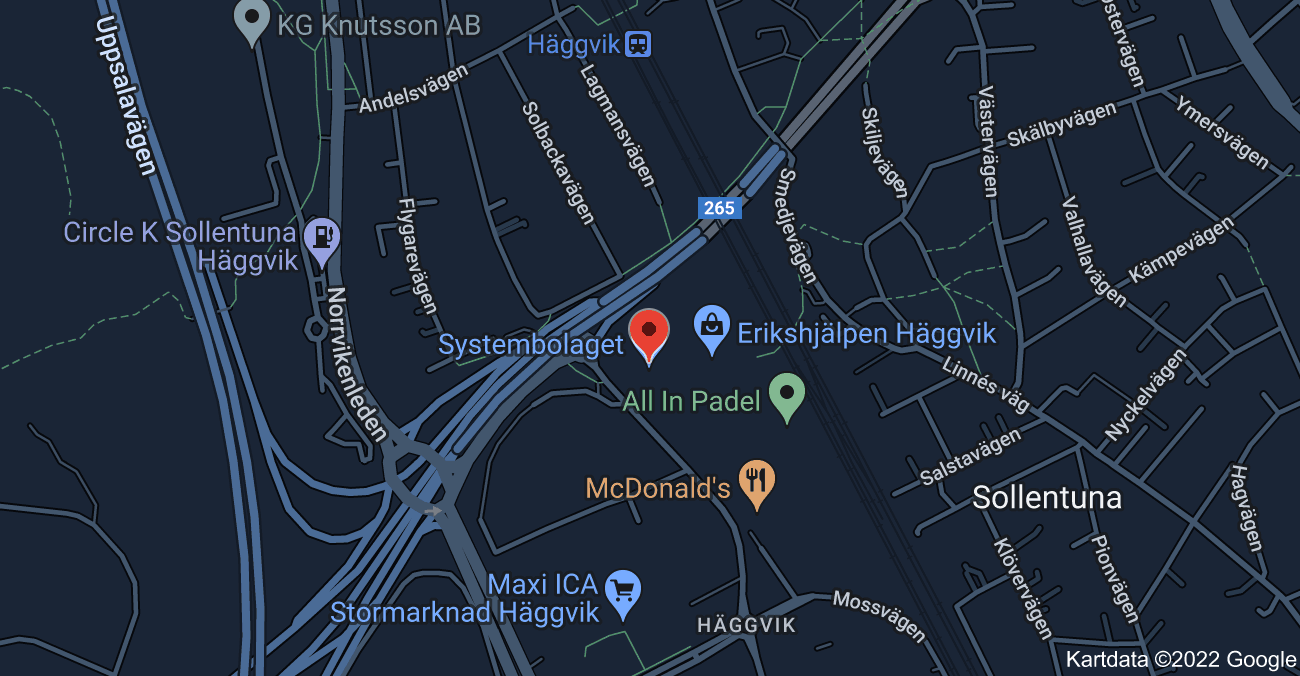 Uppsalavägen
KG Knutsson AB
Häggvik
Andelsvägen
Lagmansvägen
Solbackavägen
Östervägen
Västervägen
Skälbyvägen
Ymersvägen
Skiljevägen
265
Smedjevägen
Flygarevägen
Circle K Sollentuna
Häggvik
Valhallavägen
Kämpevägen
Norrvikenleden
Systembolaget
Erikshjälpen Häggvik
Linnés väg
Nyckelvägen
All In Padel
Salstavägen
McDonald's
Sollentuna
Hagvägen
Klövervägen
Pionvägen
Maxi ICA
Stormarknad Häggvik
Mossvägen
HÄGGVIK
Kartdata ©2022 Google